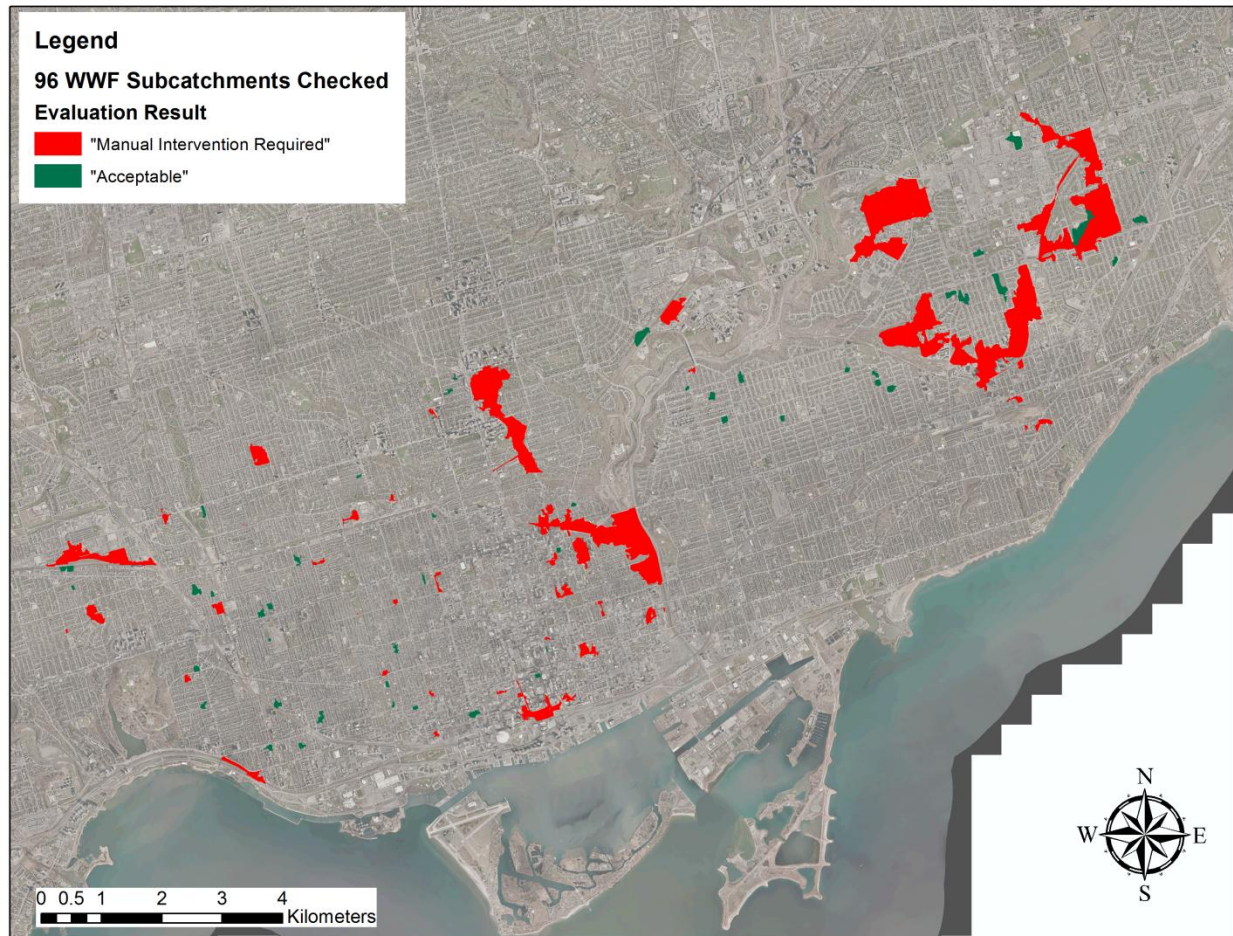 Legend
96 WWF Subcatchments Checked
Evaluation Result
"Manual Intervention Required"
"Acceptable"
N
W E
S
0 0.5 1 2 3 4
Kilometers